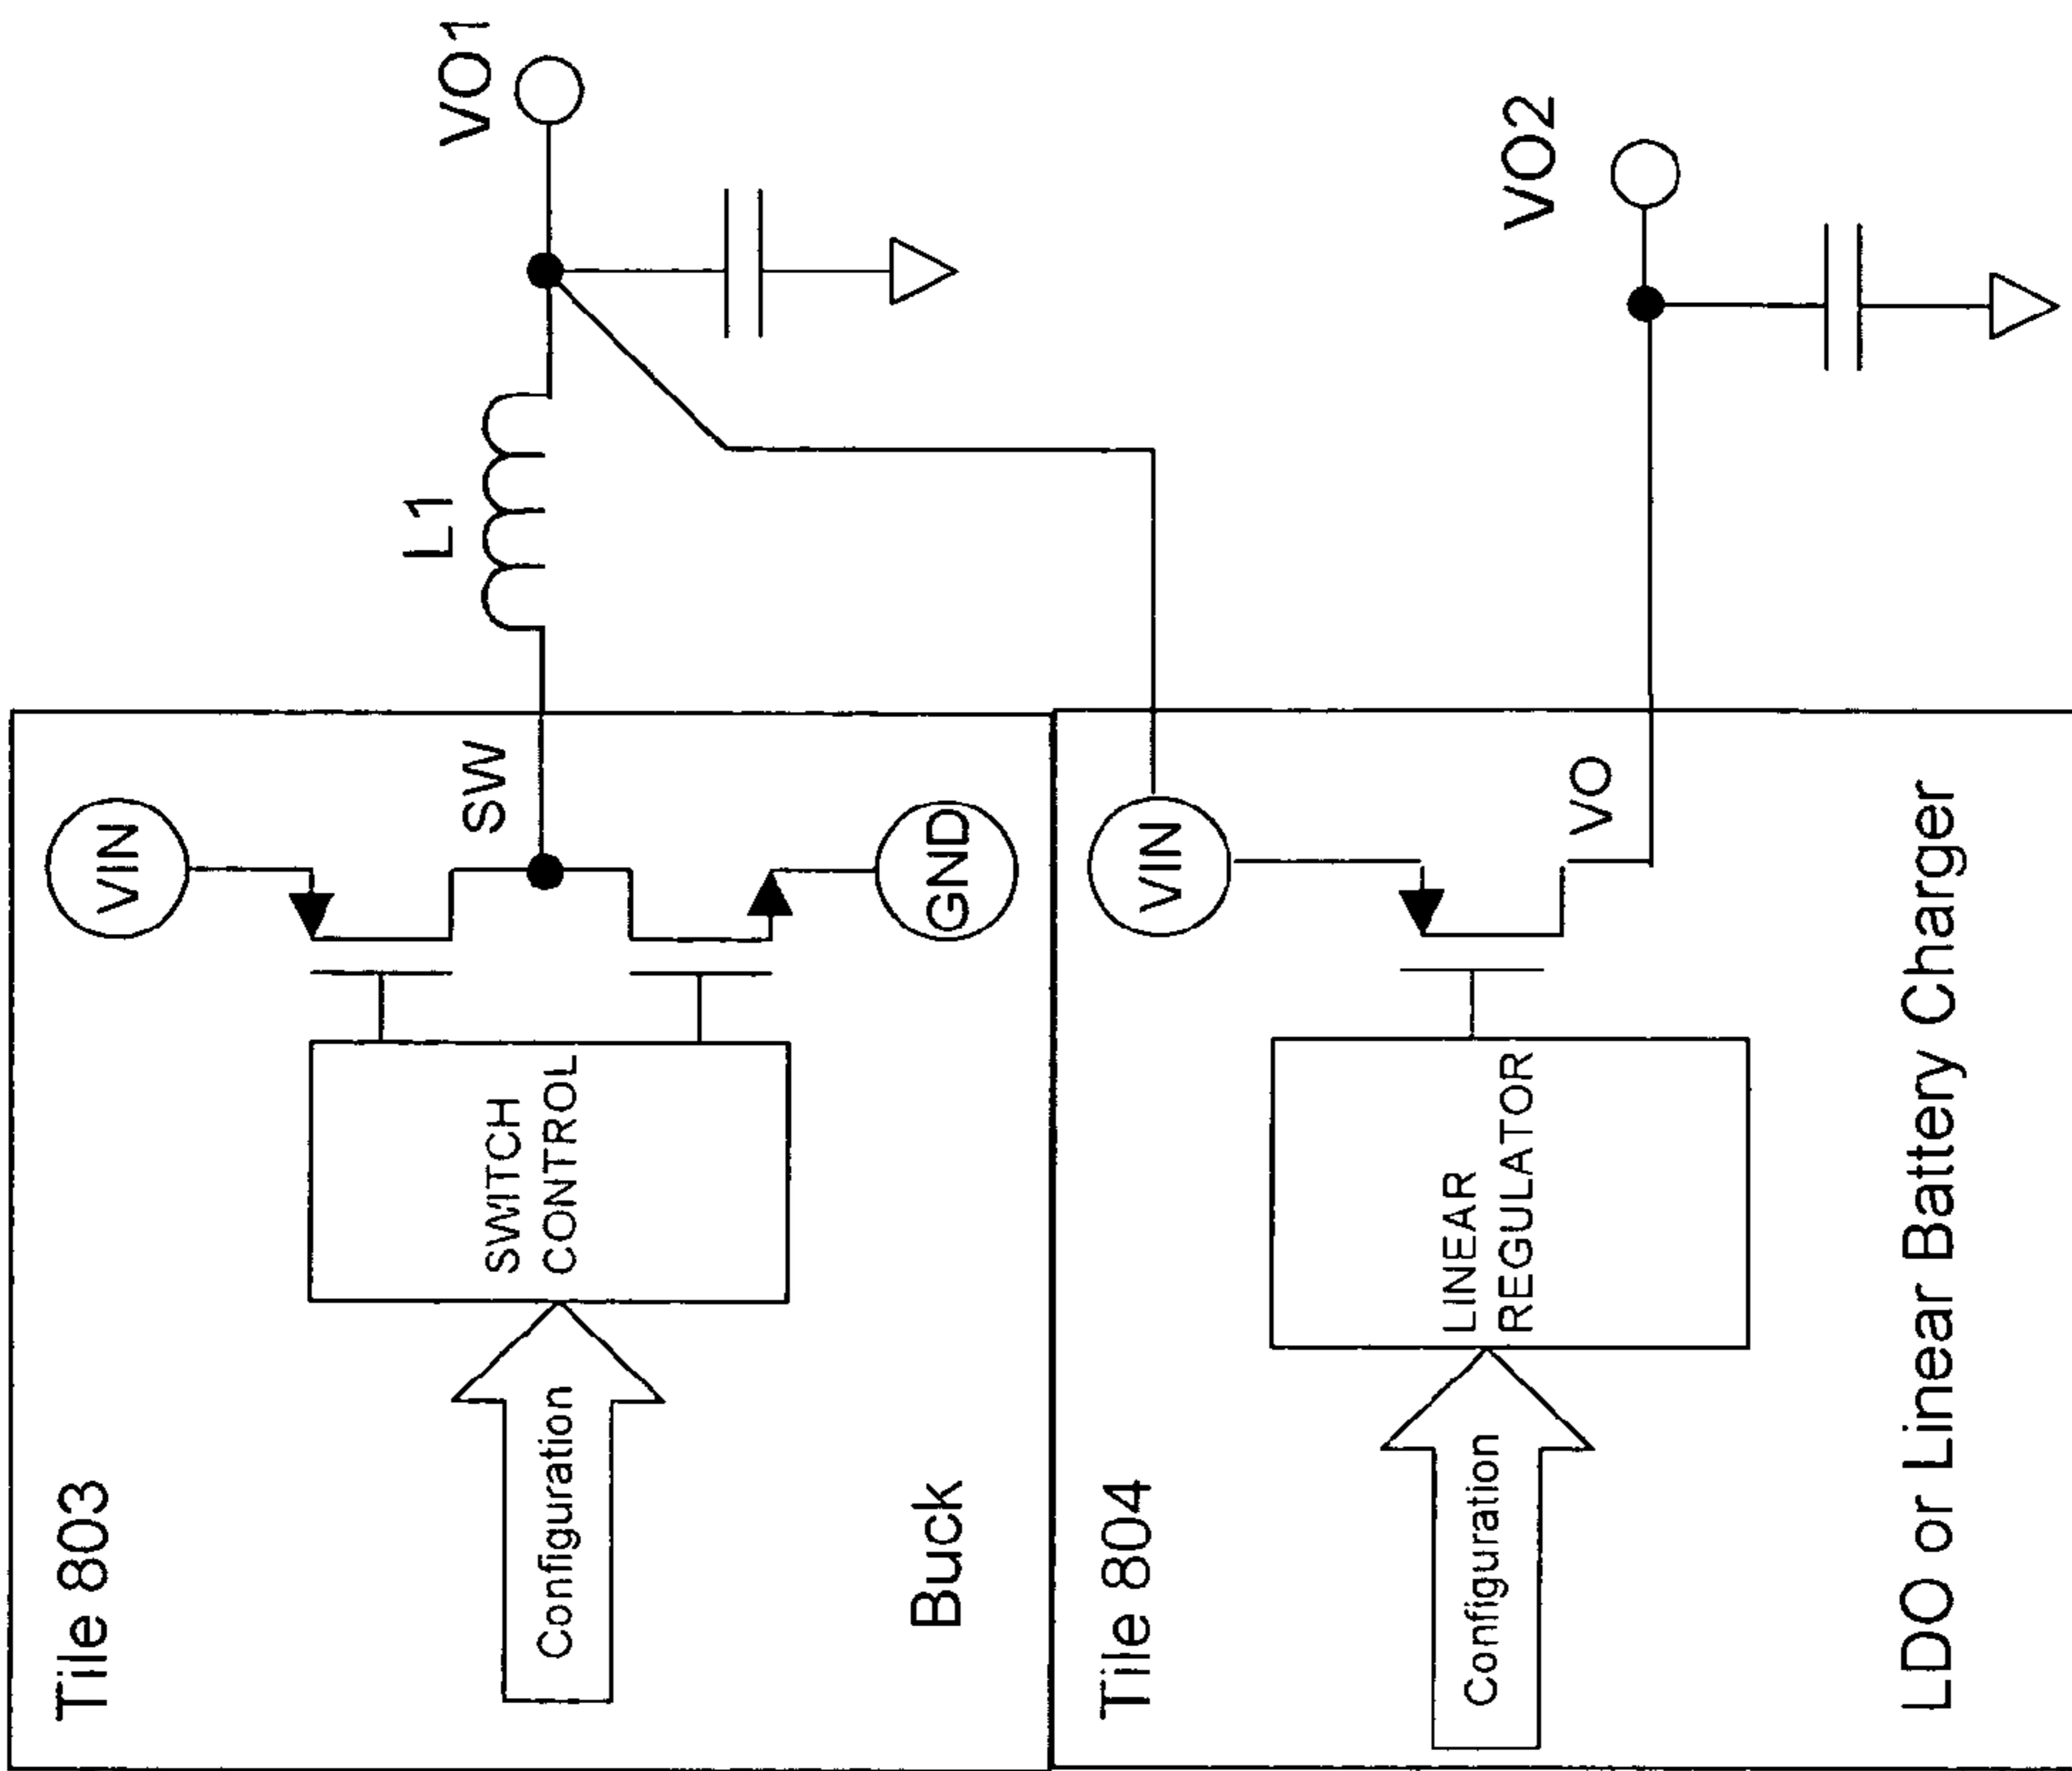 Tile 803
VIN
SWITCH
CONTROL
Configuration
SW
GND
Buck
L1
VO1
Tile 804
VIN
LINEAR
REGULATOR
Configuration
VO
VO2
LDO or Linear Battery Charger